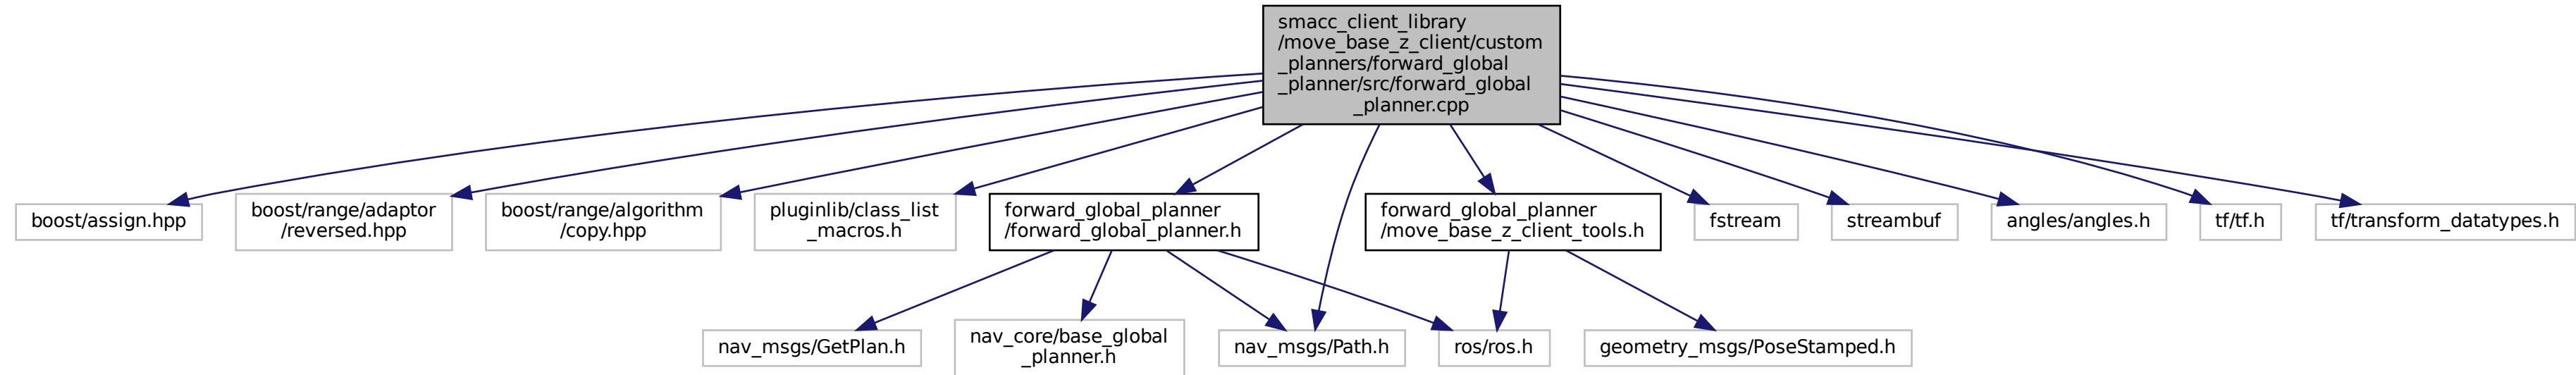 smacc_client_library
/move_base_z_client/custom
_planners/forward_global
_planner/src/forward_global
_planner.cpp
boost/assign.hpp
boost/range/adaptor
/reversed.hpp
boost/range/algorithm
/copy.hpp
pluginlib/class_list
_macros.h
forward_global_planner
/forward_global_planner.h
forward_global_planner
/move_base_z_client_tools.h
fstream
streambuf
angles/angles.h
tf/tf.h
tf/transform_datatypes.h
nav_msgs/GetPlan.h
nav_core/base_global
_planner.h
nav_msgs/Path.h
ros/ros.h
geometry_msgs/PoseStamped.h